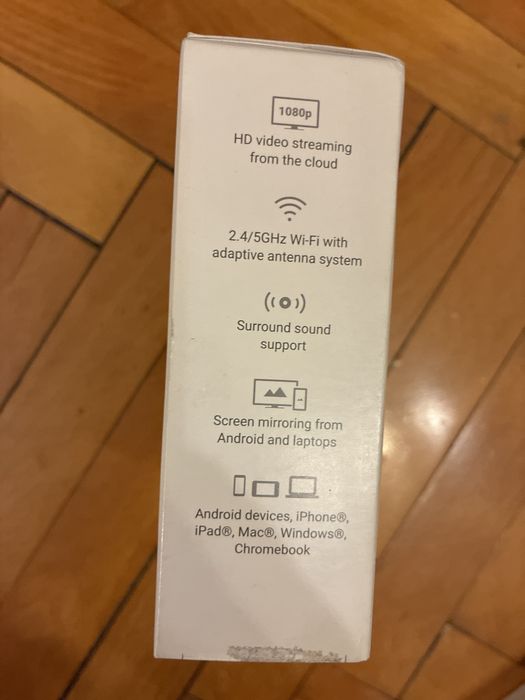 1080p
HD video streaming
from the cloud
2.4/5GHz Wi-Fi with
adaptive antenna system
Surround sound
support
Screen mirroring from
Android and laptops
Android devices, iPhone®,
iPad®, Mac®, Windows®,
Chromebook